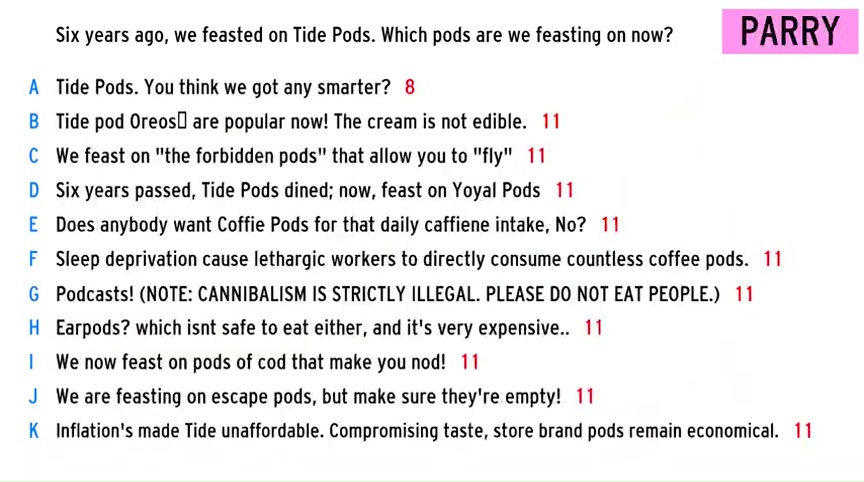 Six years ago, we feasted on Tide Pods. Which pods are we feasting on now?
PARRY
A Tide Pods. You think we got any smarter? 8
B Tide pod Oreos▯ are popular now! The cream is not edible. 11
C We feast on "the forbidden pods" that allow you to "fly" 11
D Six years passed, Tide Pods dined; now, feast on Yoyal Pods 11
E Does anybody want Coffie Pods for that daily caffiene intake, No? 11
F Sleep deprivation cause lethargic workers to directly consume countless coffee pods. 11
G Podcasts! (NOTE: CANNIBALISM IS STRICTLY ILLEGAL. PLEASE DO NOT EAT PEOPLE.) 11
H Earpods? which isnt safe to eat either, and it's very expensive.. 11
I We now feast on pods of cod that make you nod! 11
J We are feasting on escape pods, but make sure they're empty! 11
K Inflation's made Tide unaffordable. Compromising taste, store brand pods remain economical. 11